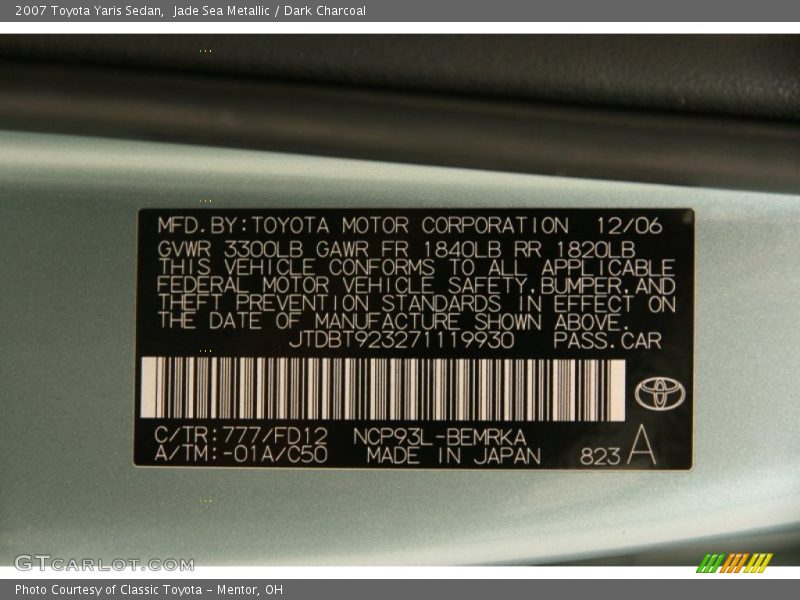 2007 Toyota Yaris Sedan, Jade Sea Metallic / Dark Charcoal
MFD.BY:TOYOTA MOTOR CORPORATION 12/06
GVWR 3300LB GAWR FR 1840LB RR 1820LB
THIS VEHICLE CONFORMS TO ALL APPLICABLE
FEDERAL MOTOR VEHICLE SAFETY,BUMPER,AND
THEFT PREVENTION STANDARDS IN EFFECT ON
THE DATE OF MANUFACTURE SHOWN ABOVE.
JTDBT923271119930 PASS.CAR
C/TR:777/FD12 NCP93L-BEMRKA
A/TM:-01A/C50 MADE IN JAPAN 823 A
GTcarlot.com
Photo Courtesy of Classic Toyota - Mentor, OH